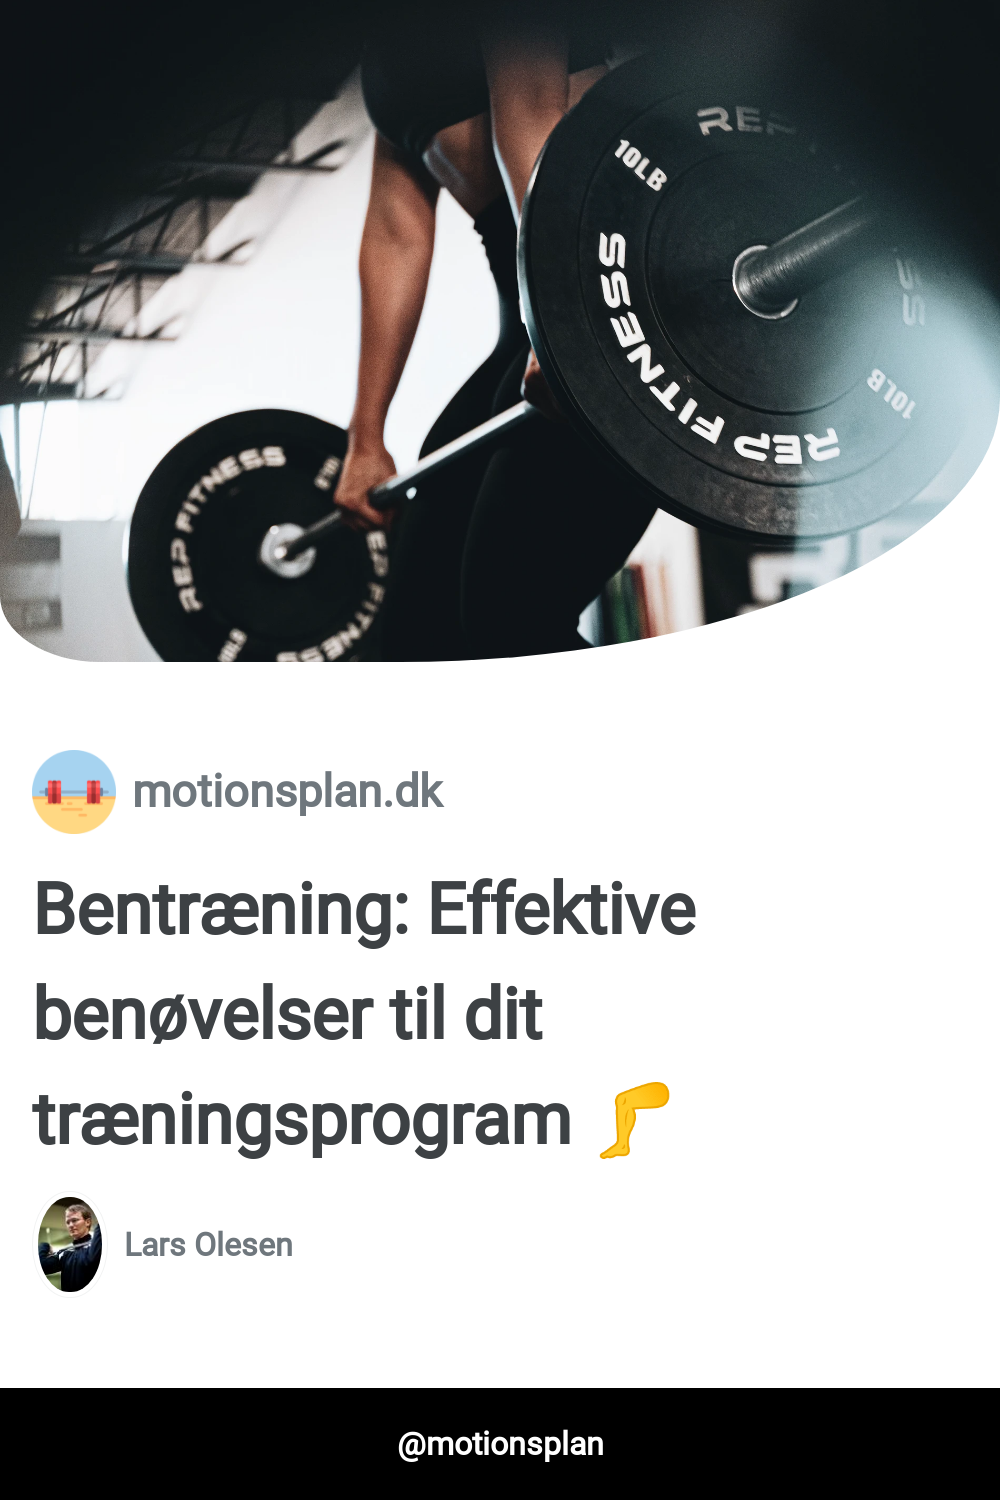 REP
10LB
REP FITNESS
SS
10LB
REP FITNESS
REP FITNESS
motionsplan.dk
Bentræning: Effektive
benøvelser til dit
træningsprogram 🦵
Lars Olesen
@motionsplan